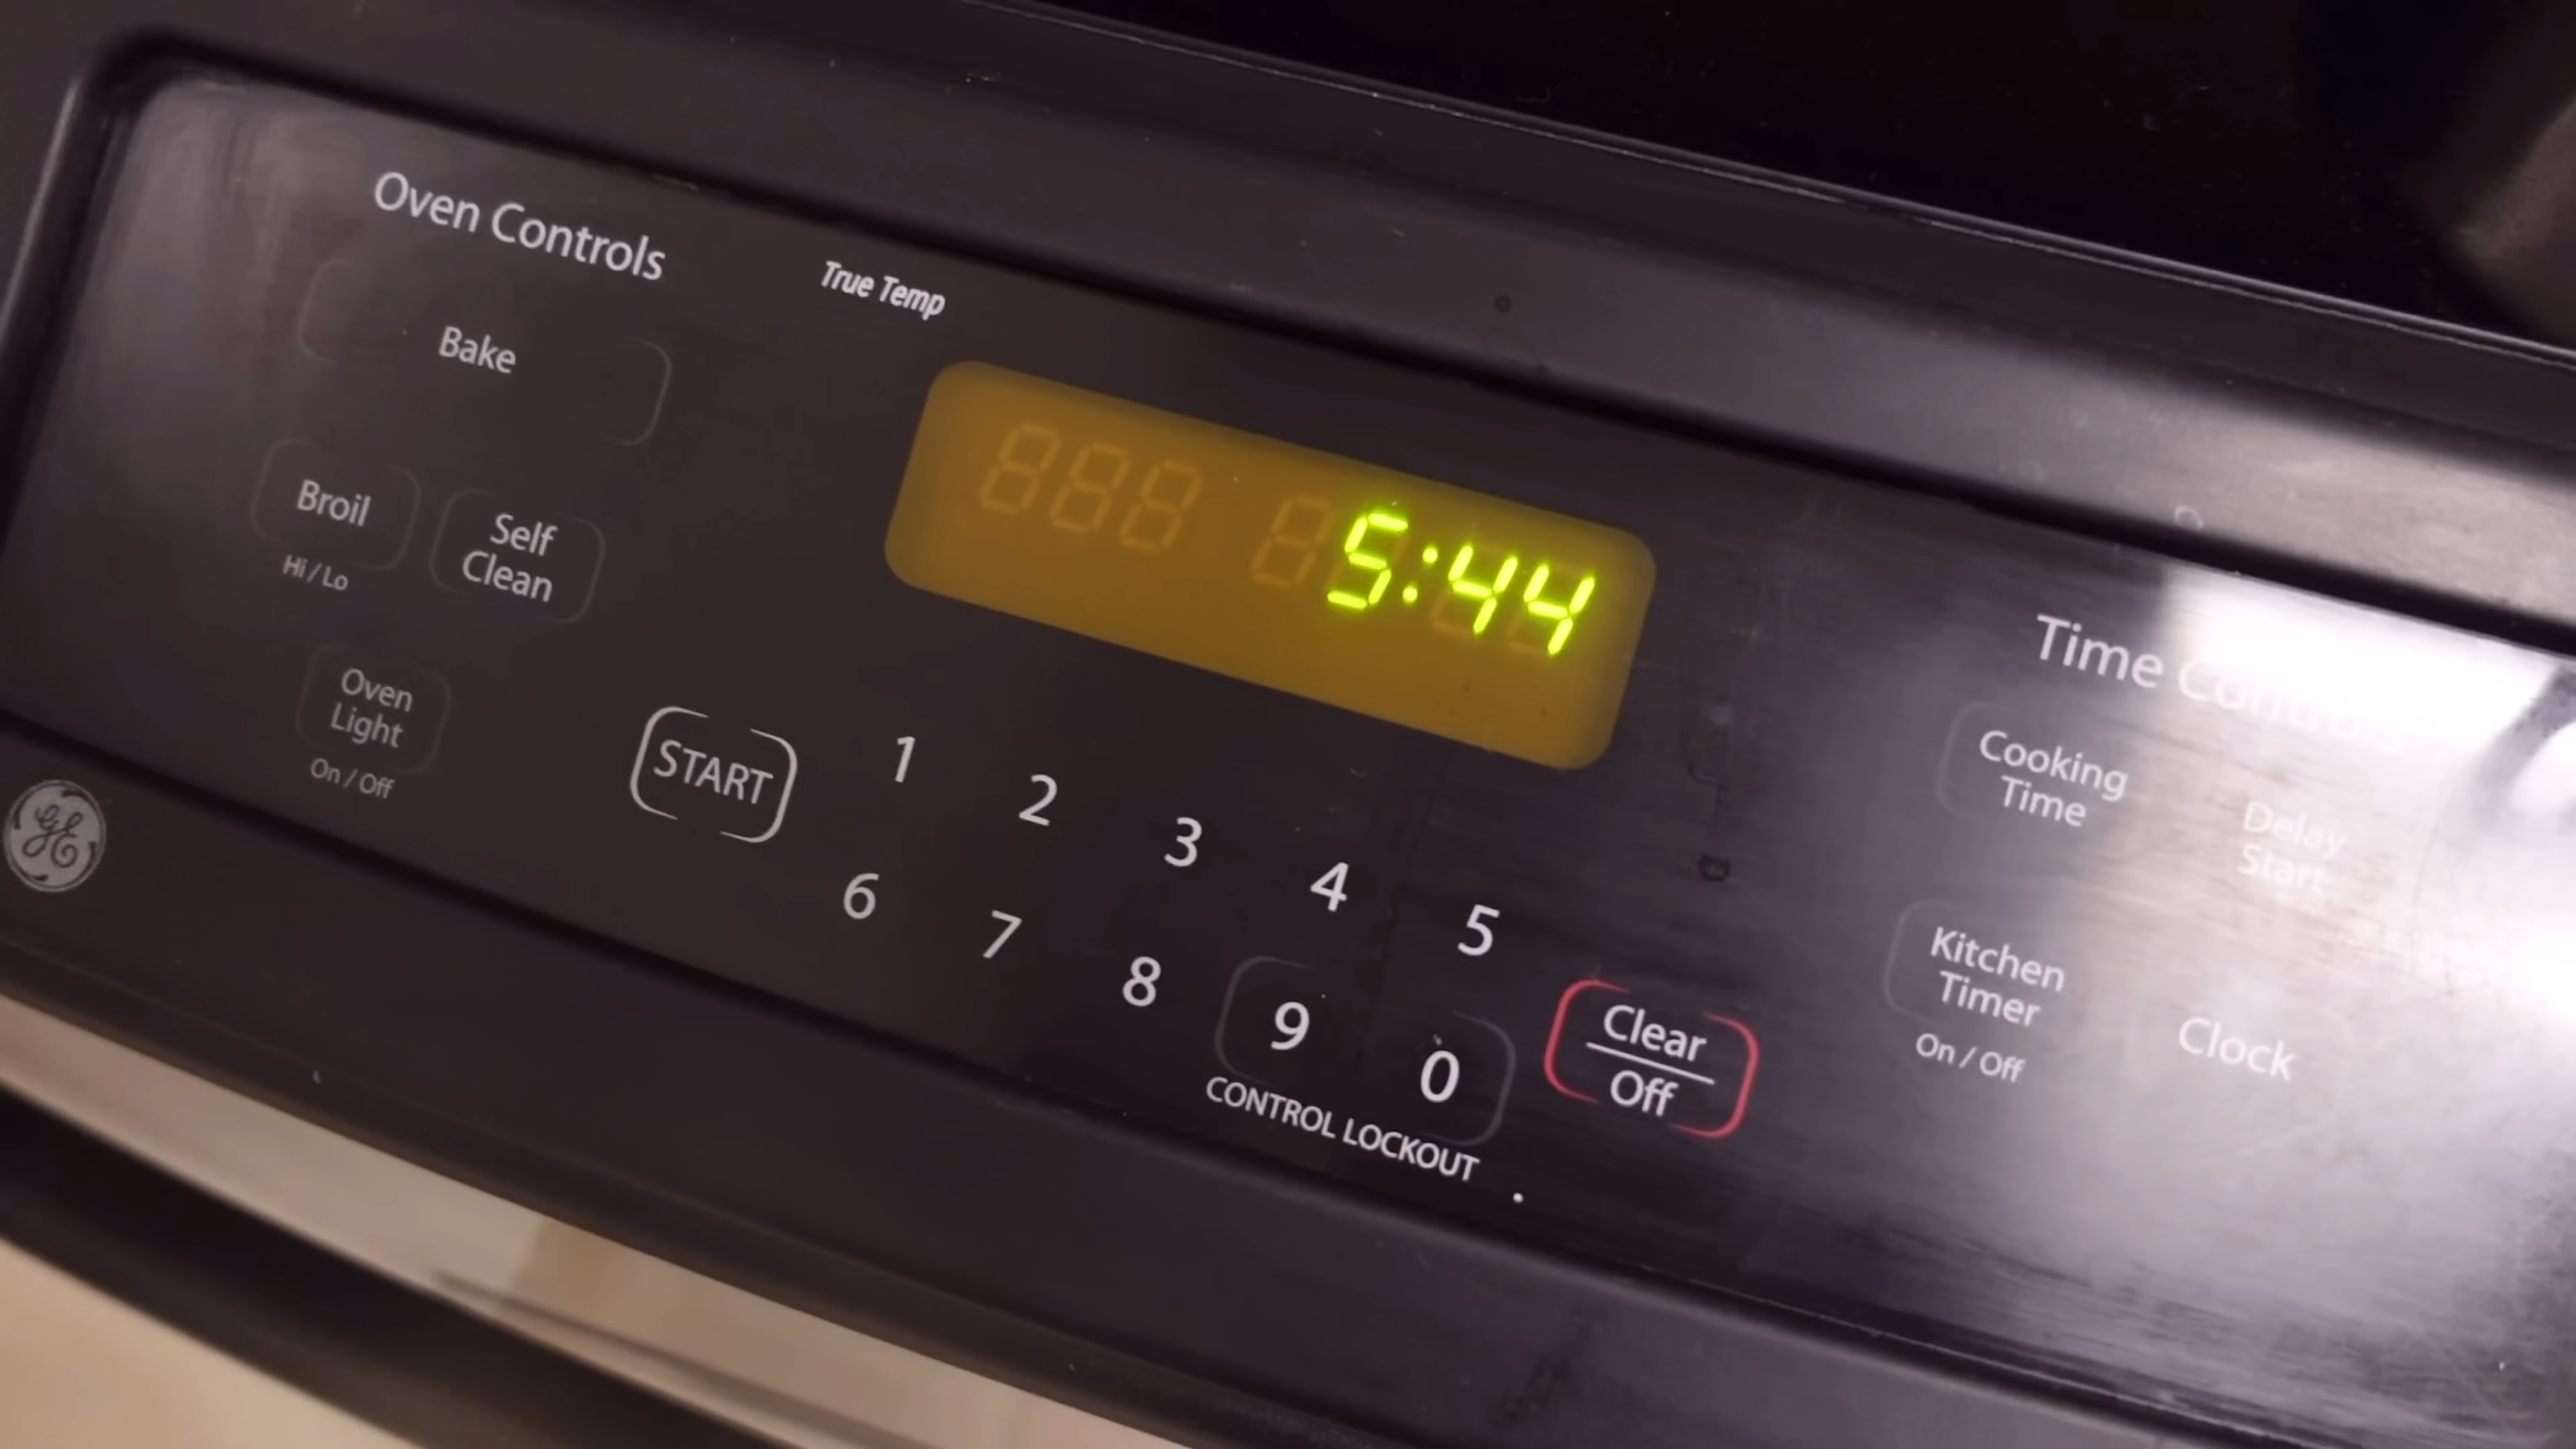 Oven Controls
True Temp
Bake
Broil
Hi / Lo
Self
Clean
Oven
Light
On / Off
5:44
START
1
2
3
4
5
6
7
8
9
0
CONTROL LOCKOUT
Clear
Off
Time Controls
Cooking
Time
Delay
Start
Kitchen
Timer
On / Off
Clock
GE